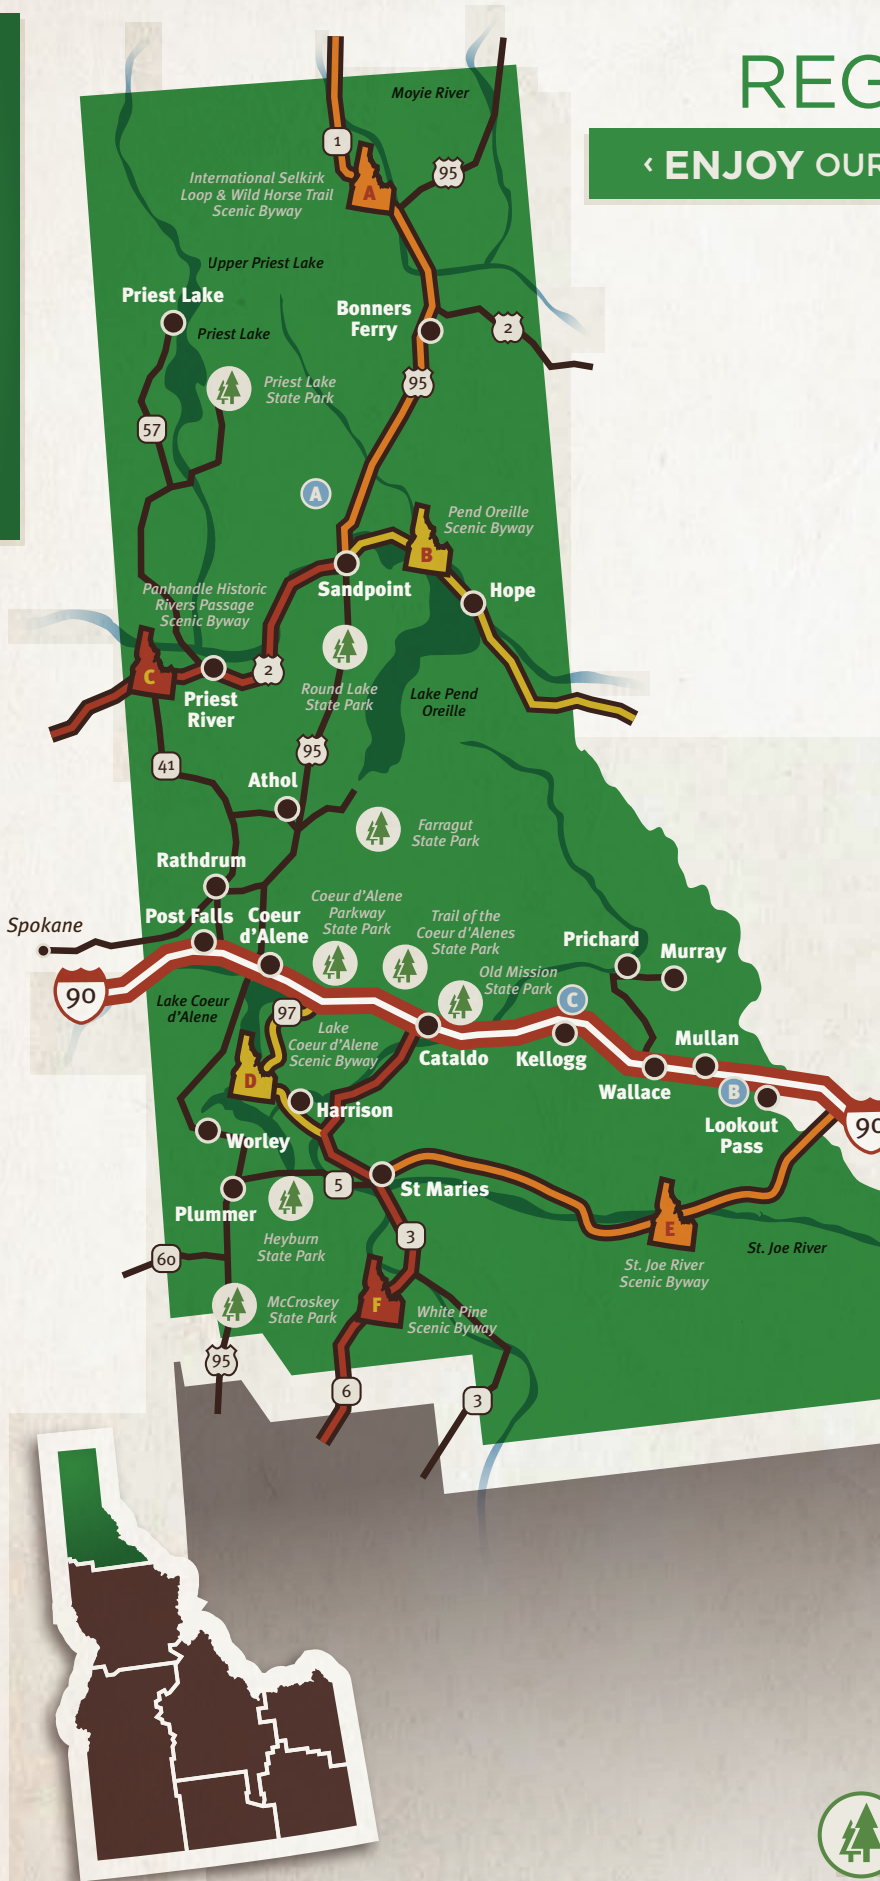 REG
‹ ENJOY OUR
Moyie River
1
95
International Selkirk
Loop & Wild Horse Trail
Scenic Byway
A
Upper Priest Lake
Priest Lake
Bonners
Ferry
2
Priest Lake
95
Priest Lake
State Park
57
A
Pend Oreille
Scenic Byway
B
Sandpoint
Hope
Panhandle Historic
Rivers Passage
Scenic Byway
C
2
Priest
River
Round Lake
State Park
Lake Pend
Oreille
95
41
Athol
Farragut
State Park
Rathdrum
Coeur d'Alene
Parkway
State Park
Post Falls
Coeur
d'Alene
Trail of the
Coeur d'Alenes
State Park
Spokane
Prichard
Murray
Old Mission
State Park
90
Lake Coeur
d'Alene
97
C
Lake
Coeur d'Alene
Scenic Byway
Cataldo
Kellogg
Mullan
D
Wallace
B
Harrison
Lookout
Pass
90
Worley
5
St Maries
Plummer
Heyburn
State Park
3
E
St. Joe River
St. Joe River
Scenic Byway
60
McCroskey
State Park
F
White Pine
Scenic Byway
95
6
3